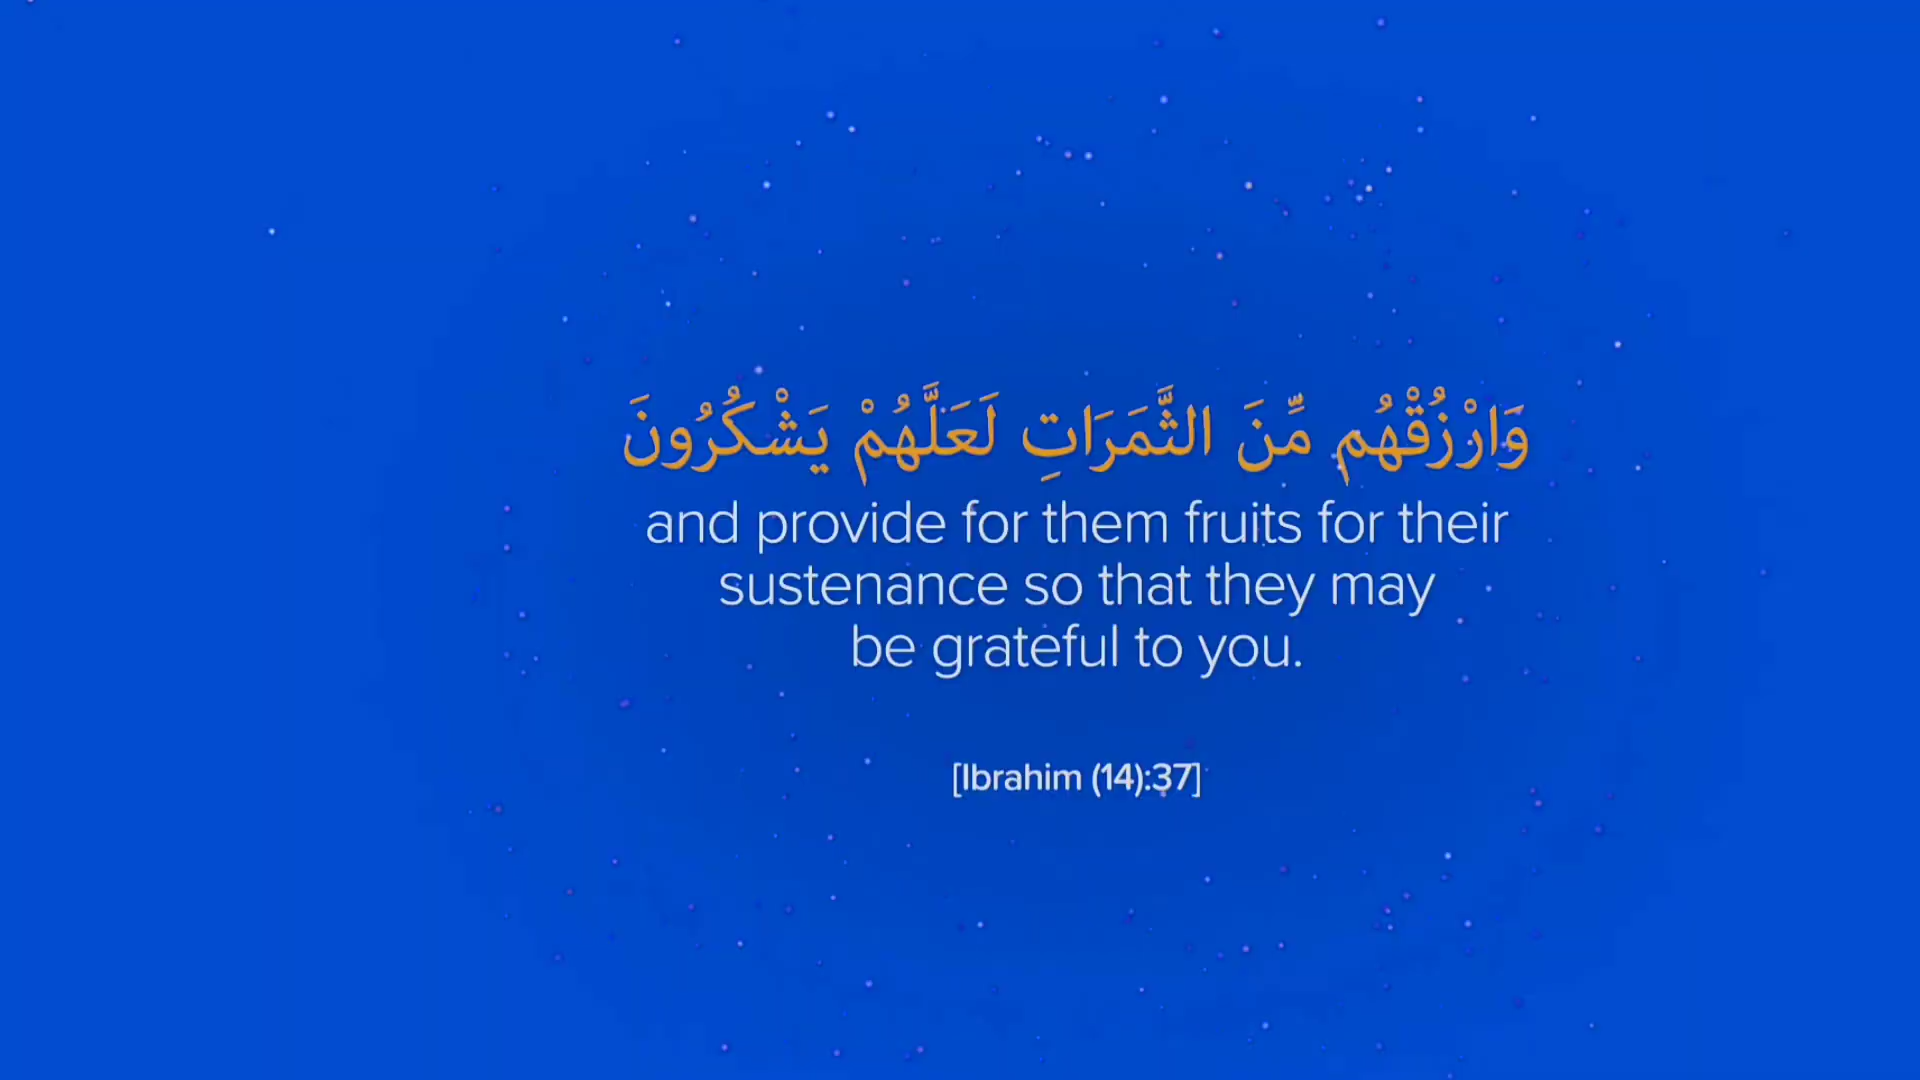 وَارْزُقْهُم مِّنَ الثَّمَرَاتِ لَعَلَّهُمْ يَشْكُرُونَ
and provide for them fruits for their
sustenance so that they may
be grateful to you.
[Ibrahim (14):37]